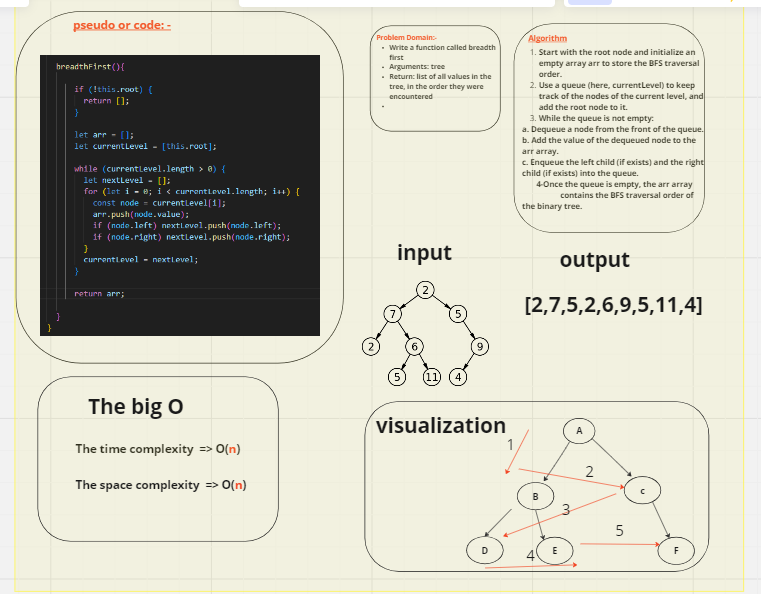 pseudo or code: -
breadthFirst(){
if (!this.root) {
return [];
}
let arr = [];
let currentLevel = [this.root];
while (currentLevel.length > 0) {
let nextLevel = [];
for (let i = 0; i < currentLevel.length; i++) {
const node = currentLevel[i];
arr.push(node.value);
if (node.left) nextLevel.push(node.left);
if (node.right) nextLevel.push(node.right);
}
currentLevel = nextLevel;
}
return arr;
}
}
Problem Domain:-
• Write a function called breadth
first
• Arguments: tree
• Return: list of all values in the
tree, in the order they were
encountered
•
Algorithm
1. Start with the root node and initialize an
empty array arr to store the BFS traversal
order.
2. Use a queue (here, currentLevel) to keep
track of the nodes of the current level, and
add the root node to it.
3. While the queue is not empty:
a. Dequeue a node from the front of the queue.
b. Add the value of the dequeued node to the
arr array.
c. Enqueue the left child (if exists) and the right
child (if exists) into the queue.
4-Once the queue is empty, the arr array
contains the BFS traversal order of
the binary tree.
input
2
7 5
2 6 9
5 11 4
output
[2,7,5,2,6,9,5,11,4]
The big O
The time complexity => O(n)
The space complexity => O(n)
visualization
A
1
2
B c
3
5
D 4 E F